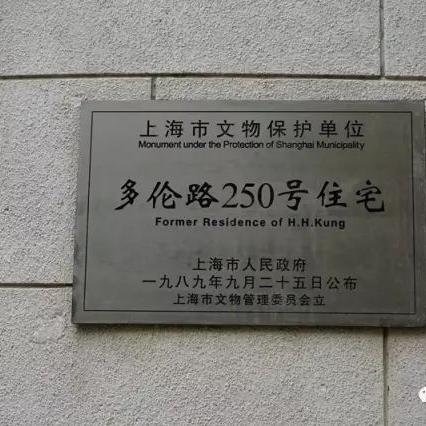 上海市文物保护单位
Monument under the Protection of Shanghai Municipality
多伦路250号住宅
Former Residence of H.H.Kung
上海市人民政府
一九八九年九月二十五日公布
上海市文物管理委员会立